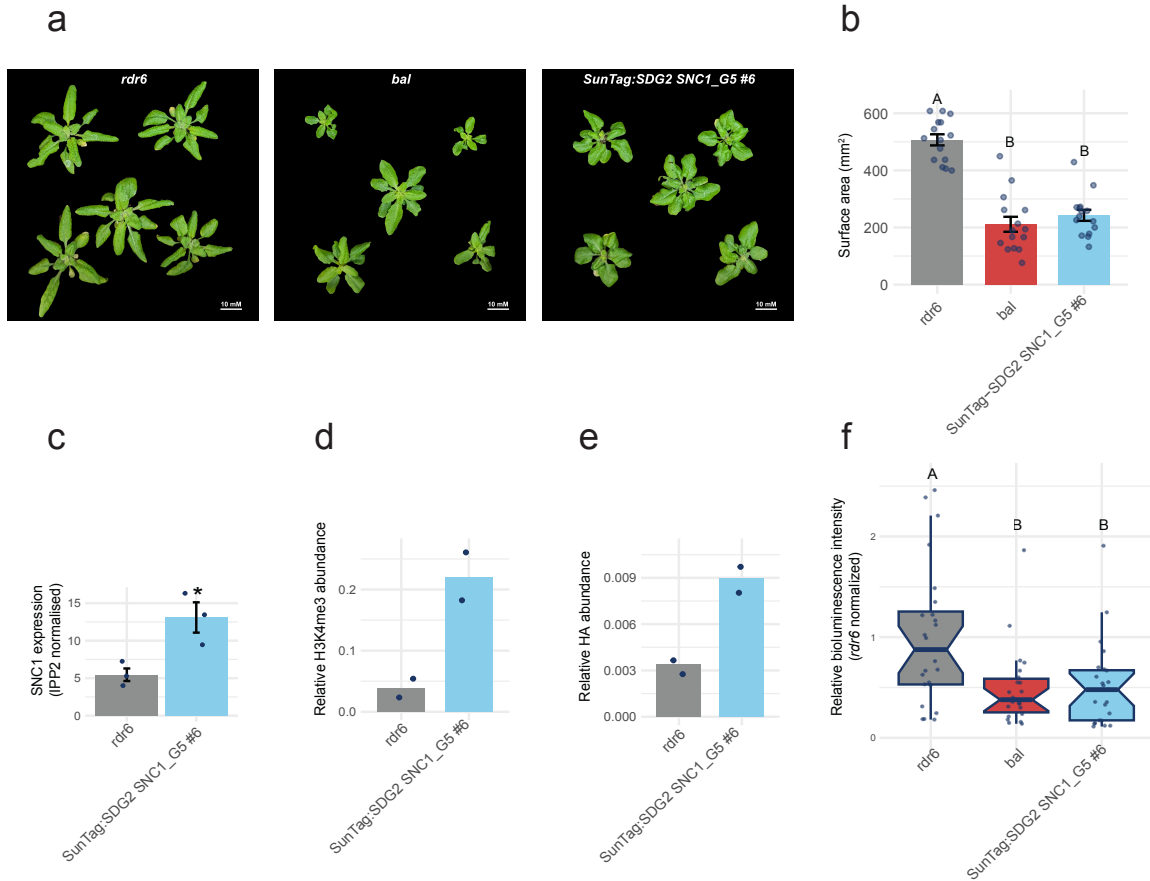 a
rdr6
bal
SunTag:SDG2 SNC1_G5 #6
10 mM
10 mM
10 mM
b
Surface area (mm²)
600
400
200
0
A
B
B
rdr6
bal
SunTag−SDG2 SNC1_G5 #6
c
SNC1 expression
(IPP2 normalised)
15
10
5
0
*
rdr6
SunTag:SDG2 SNC1_G5 #6
d
Relative H3K4me3 abundance
0.2
0.1
0.0
rdr6
SunTag:SDG2 SNC1_G5 #6
e
Relative HA abundance
0.009
0.006
0.003
0.000
rdr6
SunTag:SDG2 SNC1_G5 #6
f
Relative bioluminescence intensity
(rdr6 normalized)
2
1
0
A
B
B
rdr6
bal
SunTag:SDG2 SNC1_G5 #6